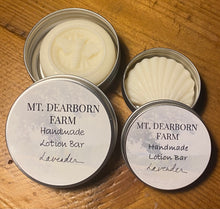 MT. DEARBORN
FARM
Handmade
Lotion Bar
Lavender
MT. DEARBORN
FARM
Handmade
Lotion Bar
Lavender